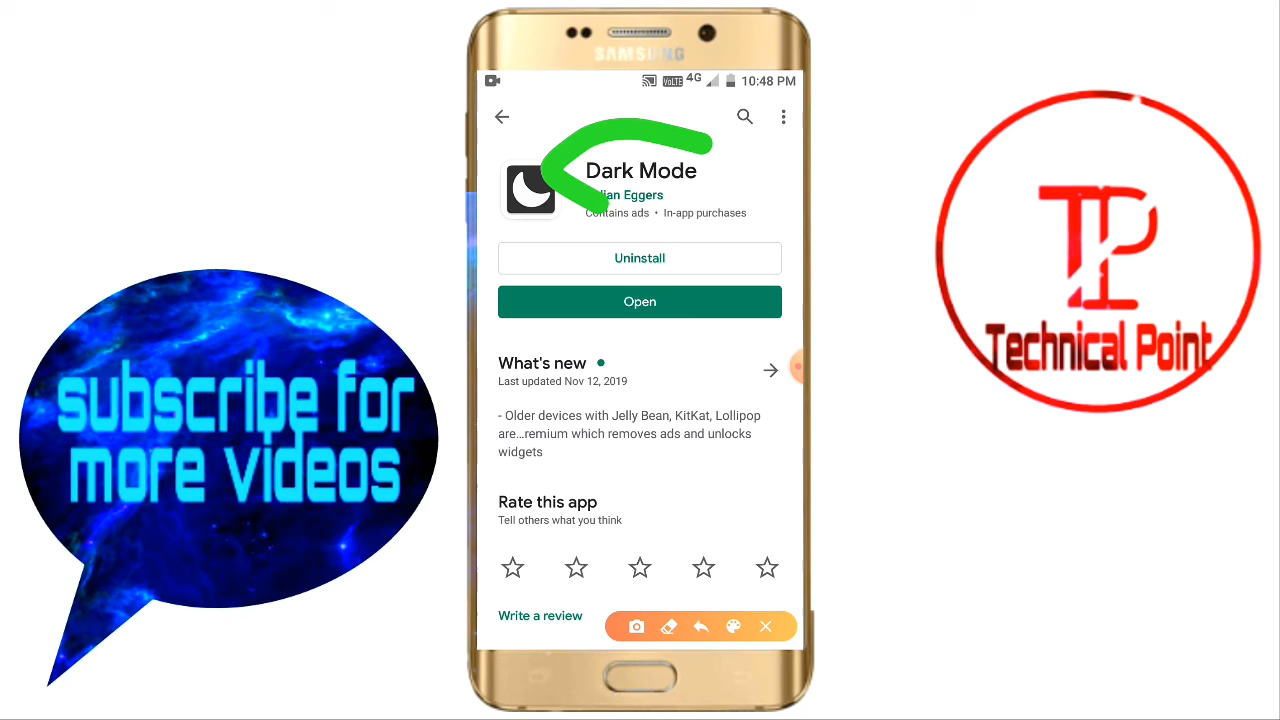 SAMSUNG
VoLTE 4G 10:48 PM
Dark Mode
Eggers
Contains ads • In-app purchases
Uninstall
Open
What's new
Last updated Nov 12, 2019
- Older devices with Jelly Bean, KitKat, Lollipop
are…remium which removes ads and unlocks
widgets
Rate this app
Tell others what you think
Write a review
subscribe for
more videos
TP
Technical Point